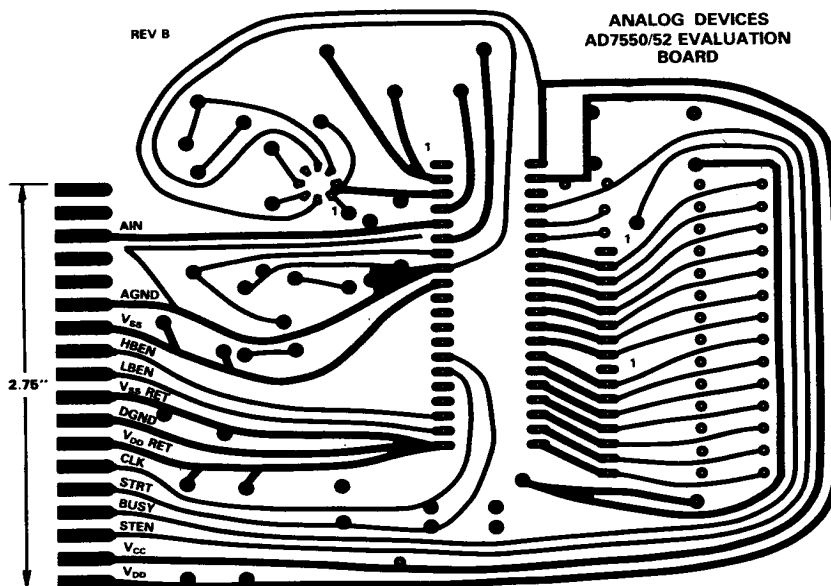 REV B
ANALOG DEVICES
AD7550/52 EVALUATION
BOARD
1
1
1
1
AIN
AGND
VSS
HBEN
LBEN
VSS RET
DGND
VDD RET
CLK
STRT
BUSY
STEN
VCC
VDD
2.75"